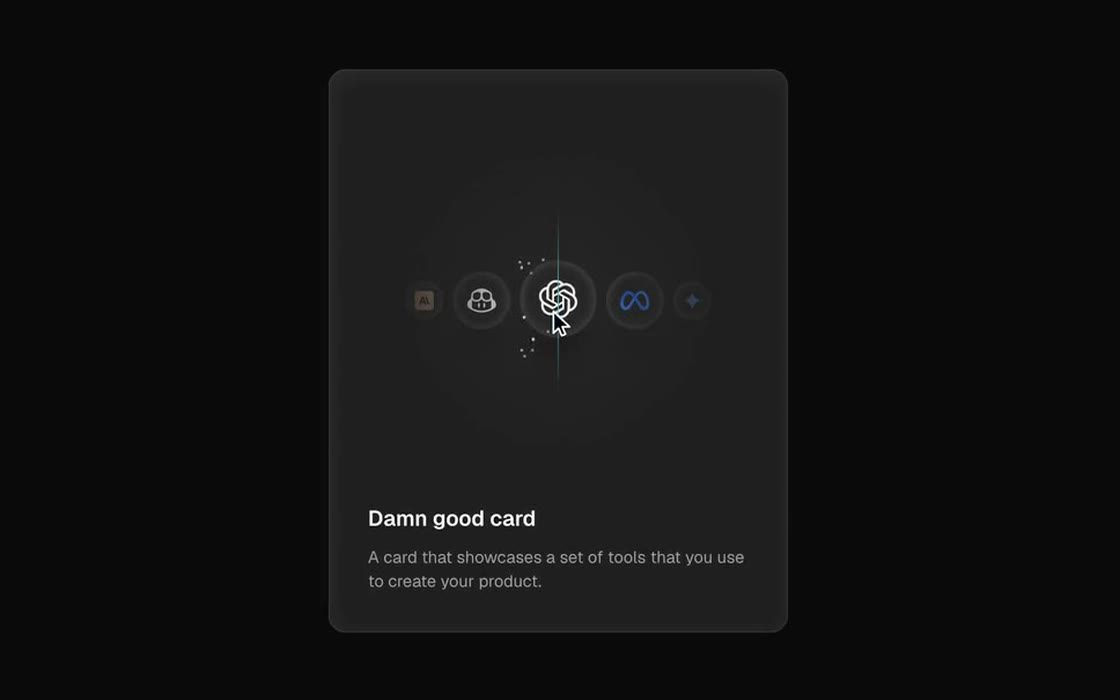 A\
Damn good card
A card that showcases a set of tools that you use
to create your product.